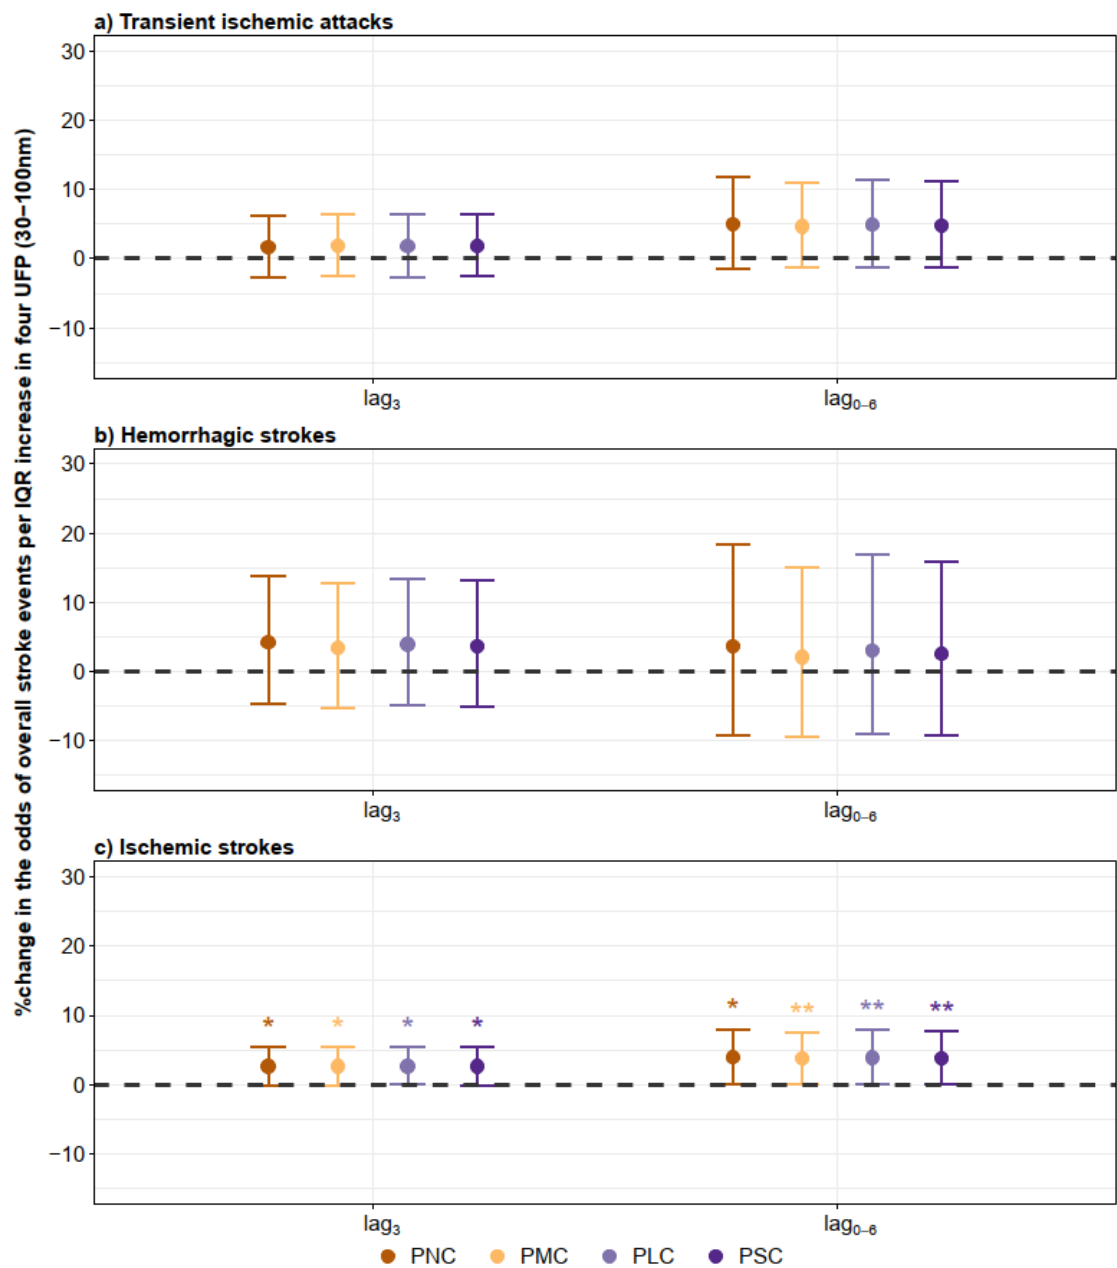 %change in the odds of overall stroke events per IQR increase in four UFP (30–100nm)
a) Transient ischemic attacks
30
20
10
0
−10
lag₃ lag₀₋₆
b) Hemorrhagic strokes
30
20
10
0
−10
lag₃ lag₀₋₆
c) Ischemic strokes
30
20
10
* * * * * ** ** **
0
−10
lag₃ lag₀₋₆
PNC PMC PLC PSC